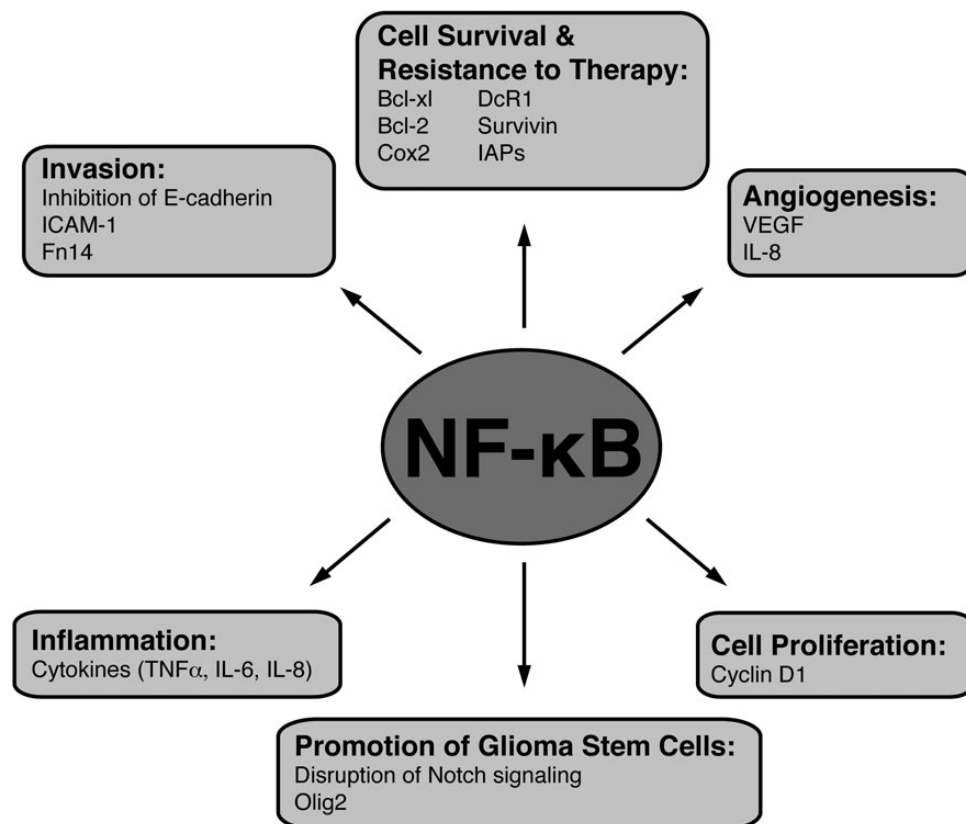 Cell Survival &
Resistance to Therapy:
Bcl-xl DcR1
Bcl-2 Survivin
Cox2 IAPs
Invasion:
Inhibition of E-cadherin
ICAM-1
Fn14
Angiogenesis:
VEGF
IL-8
NF-κB
Inflammation:
Cytokines (TNFα, IL-6, IL-8)
Cell Proliferation:
Cyclin D1
Promotion of Glioma Stem Cells:
Disruption of Notch signaling
Olig2